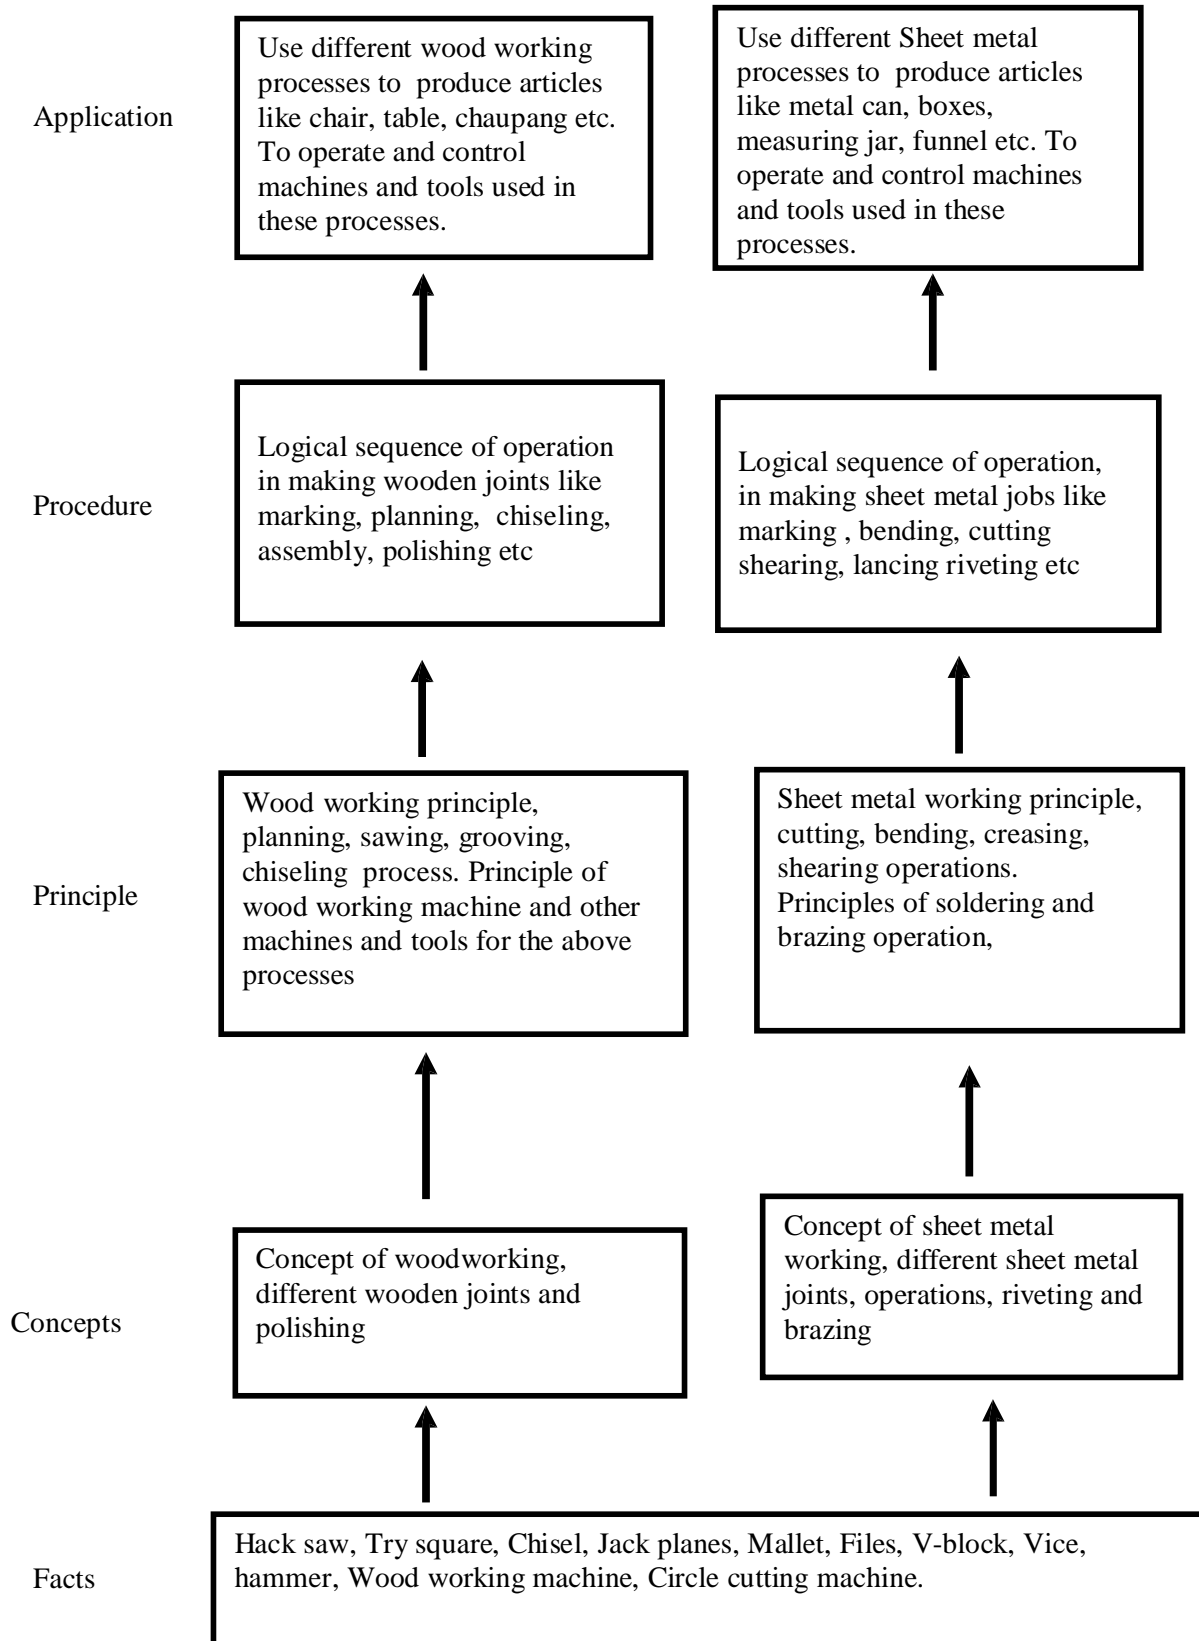 Application
Use different wood working
processes to  produce articles
like chair, table, chaupang etc.
To operate and control
machines and tools used in
these processes.
Use different Sheet metal
processes to  produce articles
like metal can, boxes,
measuring jar, funnel etc. To
operate and control machines
and tools used in these
processes.
Procedure
Logical sequence of operation
in making wooden joints like
marking, planning,  chiseling,
assembly, polishing etc
Logical sequence of operation,
in making sheet metal jobs like
marking , bending, cutting
shearing, lancing riveting etc
Principle
Wood working principle,
planning, sawing, grooving,
chiseling  process. Principle of
wood working machine and other
machines and tools for the above
processes
Sheet metal working principle,
cutting, bending, creasing,
shearing operations.
Principles of soldering and
brazing operation,
Concepts
Concept of woodworking,
different wooden joints and
polishing
Concept of sheet metal
working, different sheet metal
joints, operations, riveting and
brazing
Facts
Hack saw, Try square, Chisel, Jack planes, Mallet, Files, V-block, Vice,
hammer, Wood working machine, Circle cutting machine.